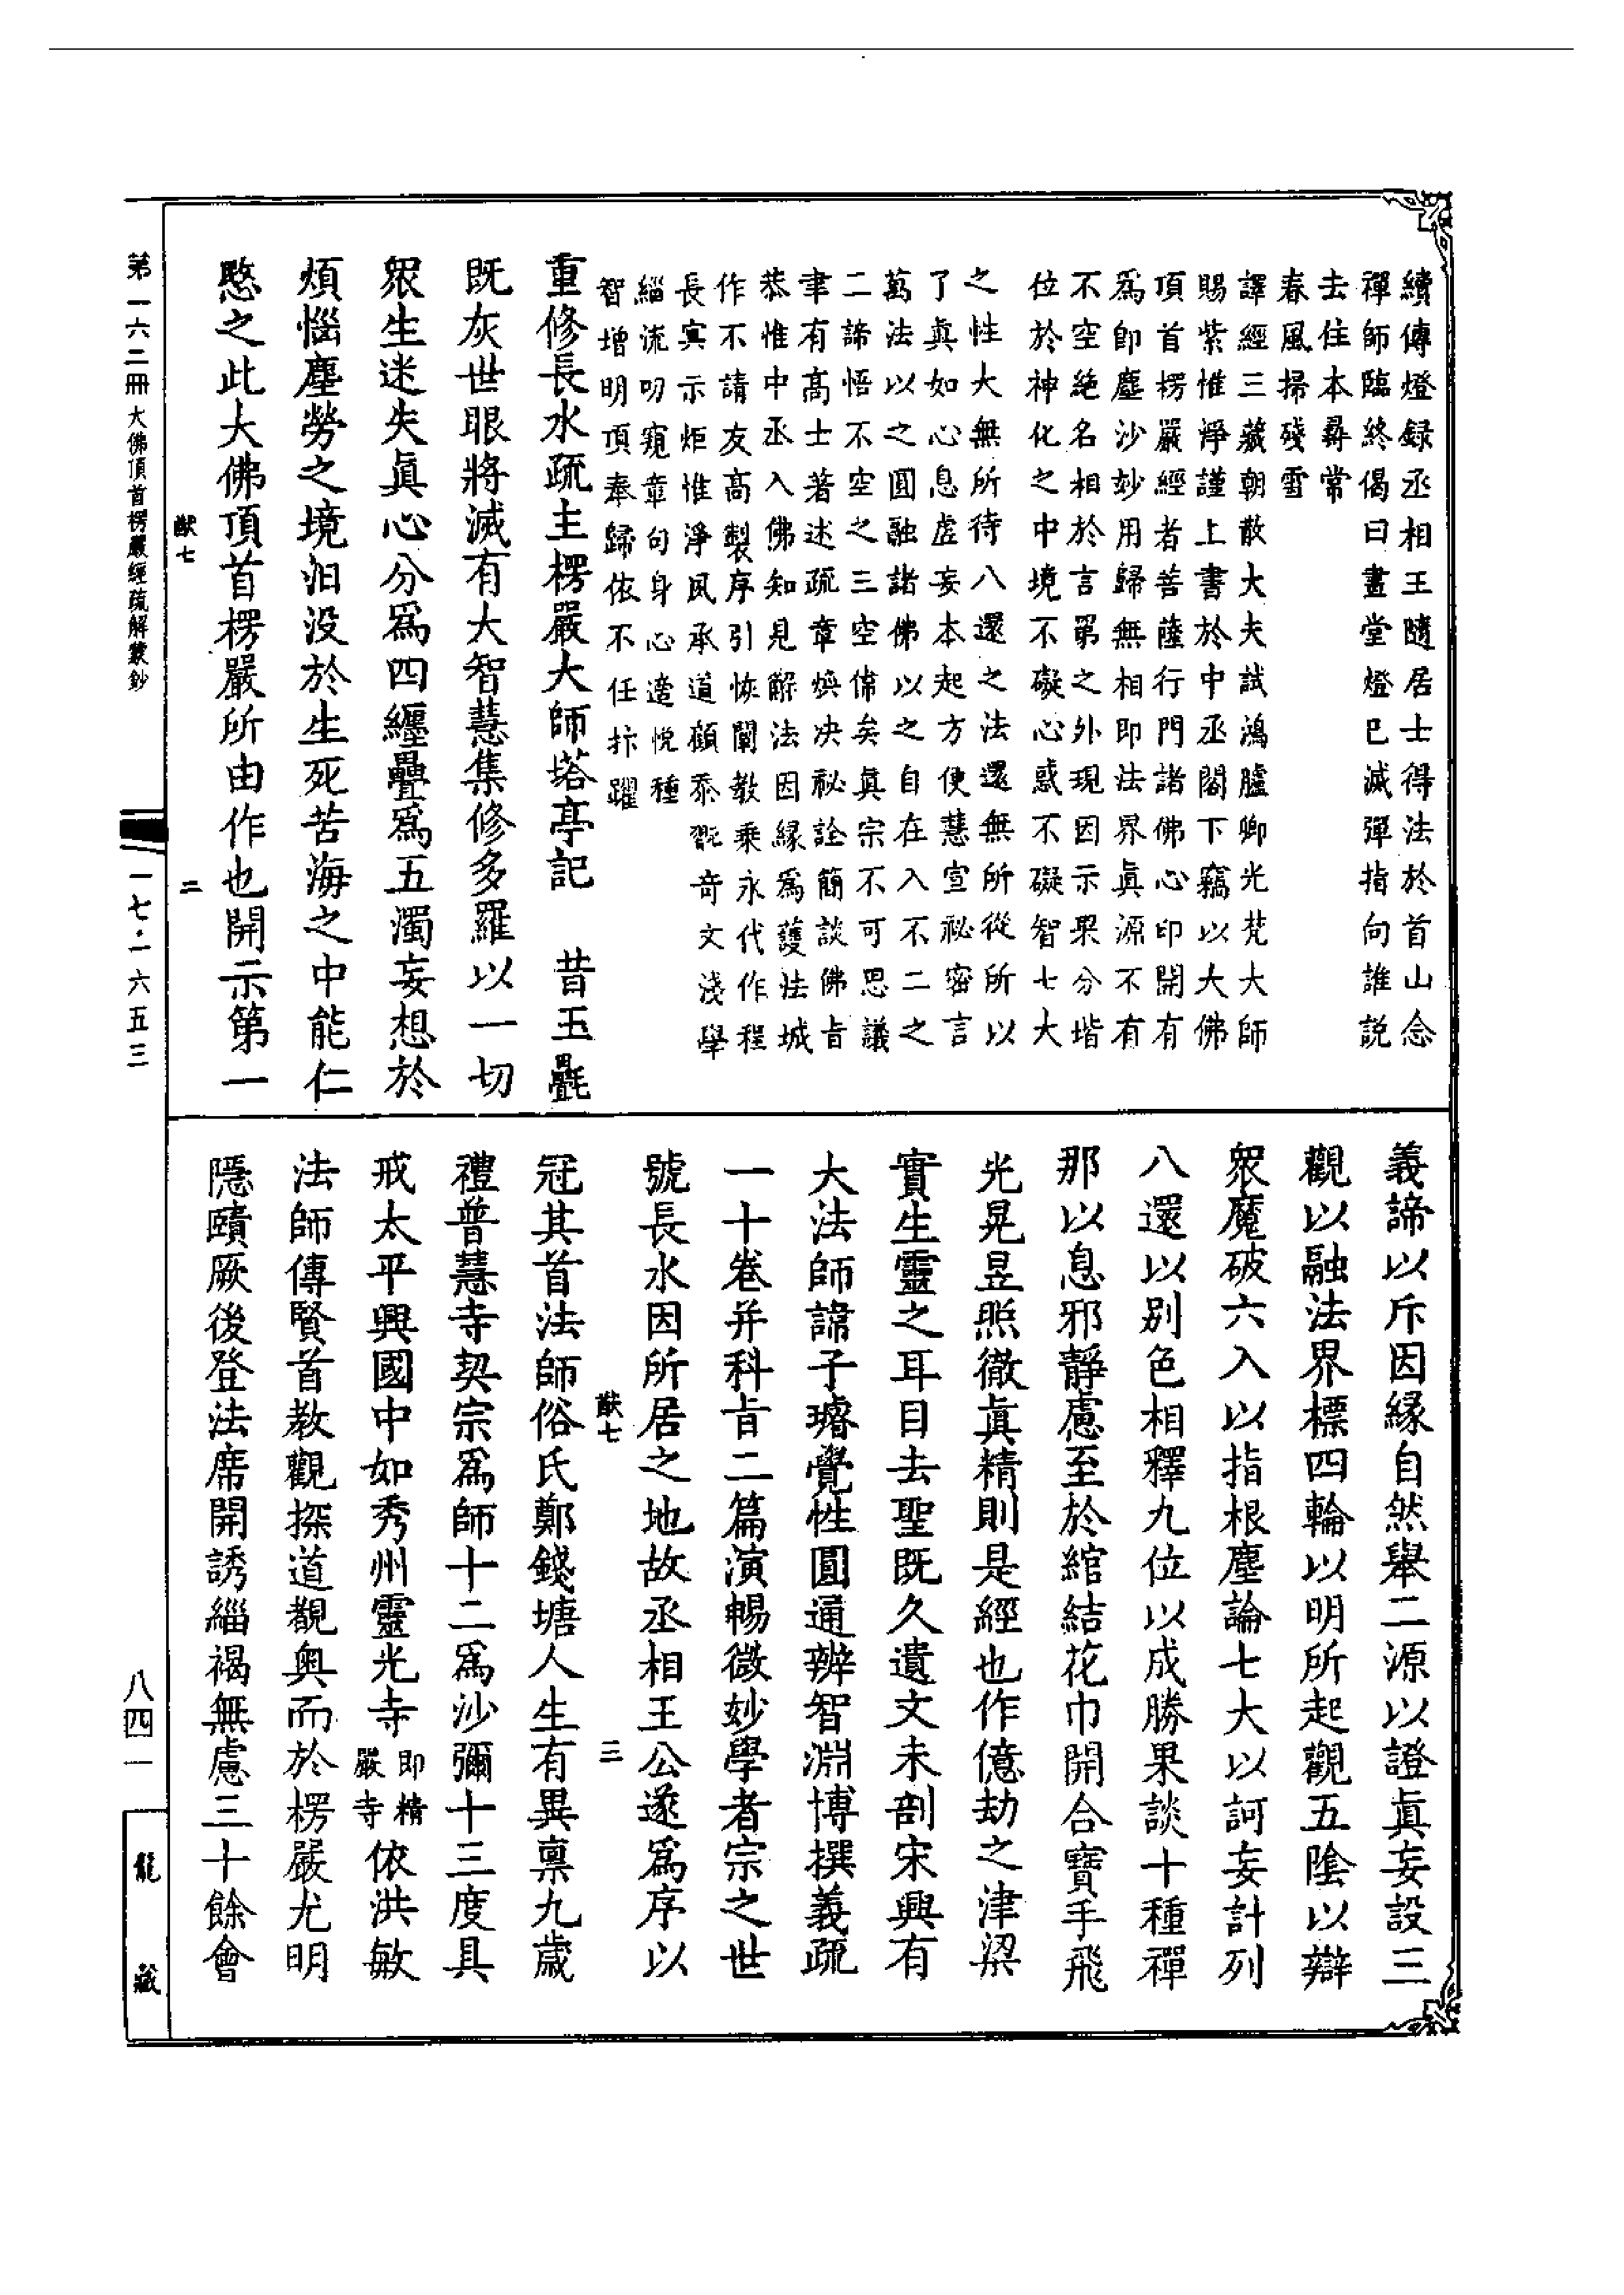 續傳燈録丞相王隨居士得法於首山念
禪師臨終偈曰畫堂燈巳滅彈指向誰説
去住本尋常
春風掃殘雪
譯經三藏朝散大夫試鴻臚卿光梵大師
賜紫惟淨謹上書於中丞閤下竊以大佛
頂首楞嚴經者菩薩行門諸佛心印開有
爲即塵沙妙用歸無相即法界眞源不有
不空絶名相於言第之外現因示果分堦
位於神化之中境不礙心惑不礙智七大
之性大無所待八還之法還無所從所以
了眞如心息虛妄本起方便慧宣祕密言
萬法以之圓融諸佛以之自在入不二之
二諦悟不空之三空偉矣眞宗不可思議
聿有高士著述疏章煥決祕詮簡談佛旨
恭惟中丞入佛知見解法因緣爲護法城
作不請友高製序引恢闡教乘永代作程
長寅示炬惟淨夙承道顧忝翫奇文淺學
緇流叨窺章句身心適悅種
智增明頂奉歸依不任抃躍
重修長水疏主楞嚴大師塔亭記　昔玉㲲
既灰世眼將滅有大智慧集修多羅以一切
衆生迷失眞心分爲四纏疊爲五濁妄想於
煩惱塵勞之境汩没於生死苦海之中能仁
愍之此大佛頂首楞嚴所由作也開示第一
猷七　二
義諦以斥因緣自然舉二源以證眞妄設三
觀以融法界標四輪以明所起觀五陰以辯
衆魔破六入以指根塵論七大以訶妄計列
八還以别色相釋九位以成勝果談十種禪
那以息邪靜慮至於綰結花巾開合寶手飛
光晃昱照徹眞精則是經也作億劫之津梁
實生靈之耳目去聖既久遺文未剖宋興有
大法師諱子璿覺性圓通辨智淵博撰義疏
一十卷并科旨二篇演暢微妙學者宗之世
號長水因所居之地故丞相王公遂爲序以
猷七　三
冠其首法師俗氏鄭錢塘人生有異禀九歲
禮普慧寺契宗爲師十二爲沙彌十三度具
戒太平興國中如秀州靈光寺即精嚴寺依洪敏
法師傳賢首教觀探道覩奥而於楞嚴尤明
隱賾厥後登法席開誘緇褐無慮三十餘會
第一六二冊 大佛頂首楞嚴經疏解蒙鈔
一七·一六五三
八四一
龍藏